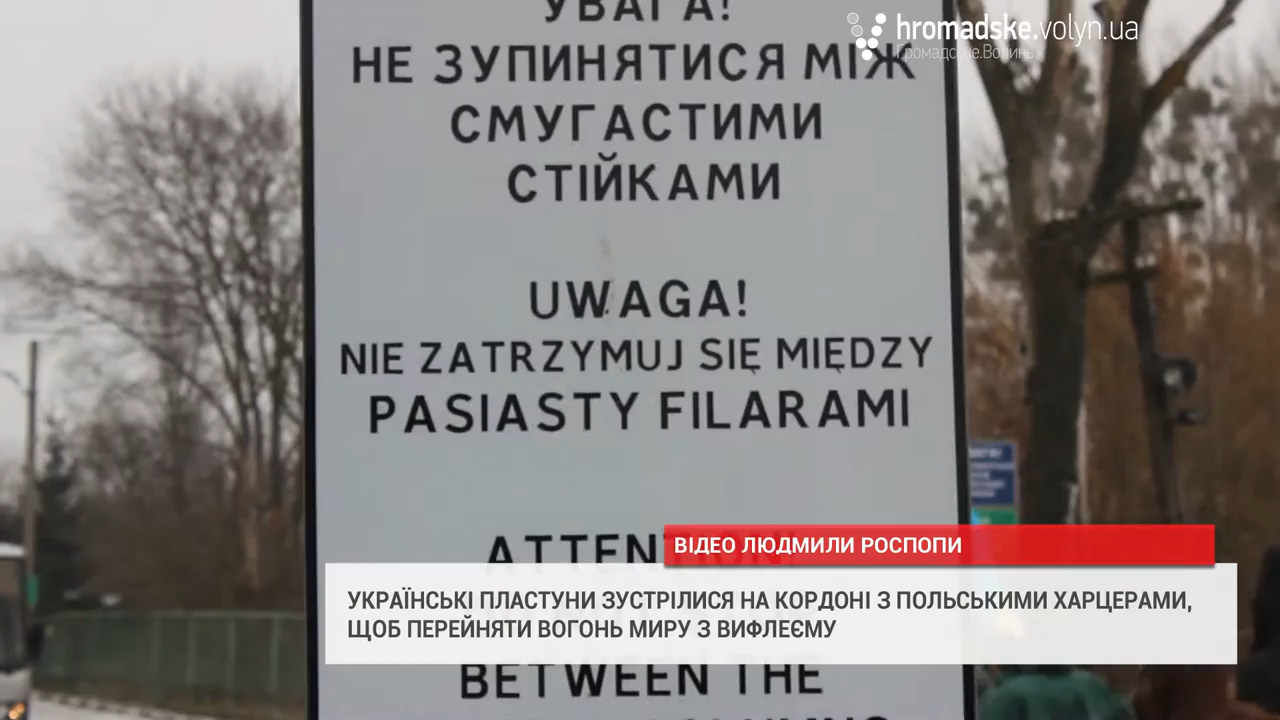 УВАГА!
hromadske.volyn.ua
Громадське.Волинь
НЕ ЗУПИНЯТИСЯ МІЖ
СМУГАСТИМИ
СТІЙКАМИ
UWAGA!
NIE ZATRZYMUJ SIĘ MIĘDZY
PASIASTY FILARAMI
ATTENTION!
ВІДЕО ЛЮДМИЛИ РОСПОПИ
УКРАЇНСЬКІ ПЛАСТУНИ ЗУСТРІЛИСЯ НА КОРДОНІ З ПОЛЬСЬКИМИ ХАРЦЕРАМИ,
ЩОБ ПЕРЕЙНЯТИ ВОГОНЬ МИРУ З ВИФЛЕЄМУ
BETWEEN THE